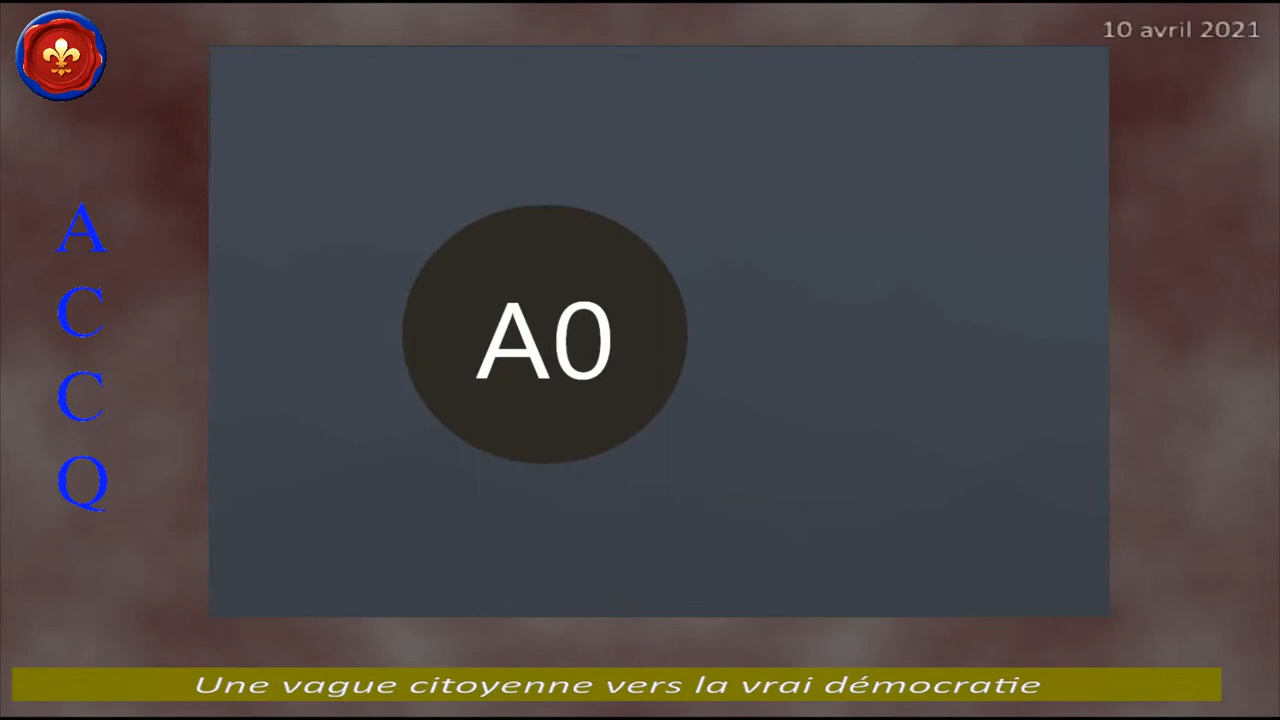 10 avril 2021
A
C
C
Q
A0
Une vague citoyenne vers la vrai démocratie